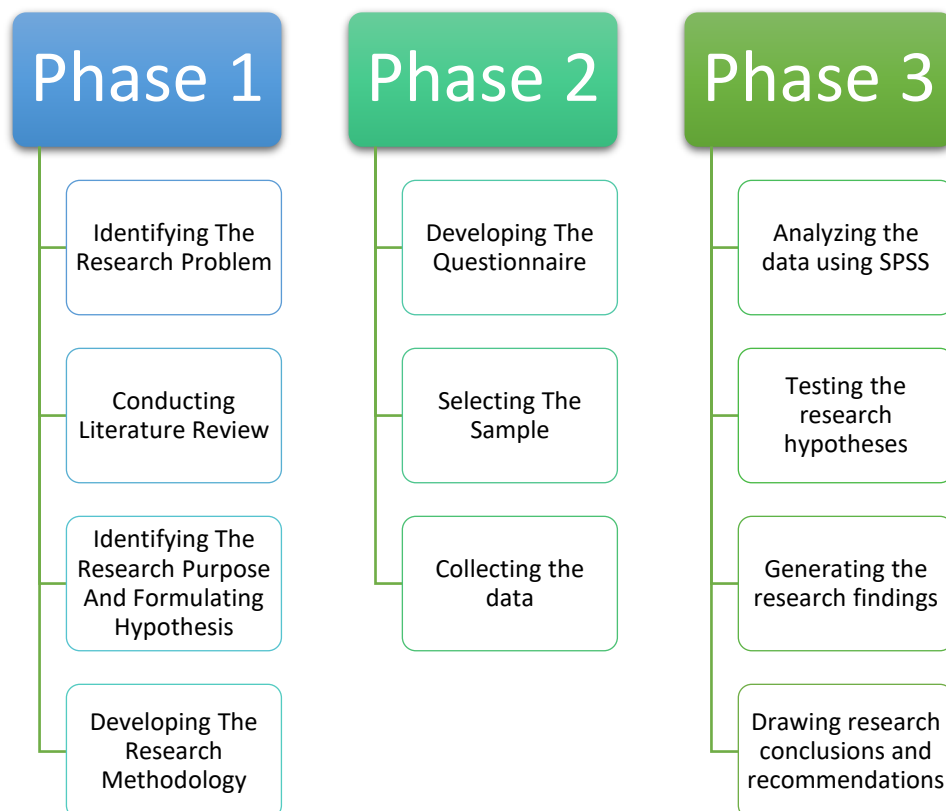 Phase 1
Identifying The
Research Problem
Conducting
Literature Review
Identifying The
Research Purpose
And Formulating
Hypothesis
Developing The
Research
Methodology
Phase 2
Developing The
Questionnaire
Selecting The
Sample
Collecting the
data
Phase 3
Analyzing the
data using SPSS
Testing the
research
hypotheses
Generating the
research findings
Drawing research
conclusions and
recommendations